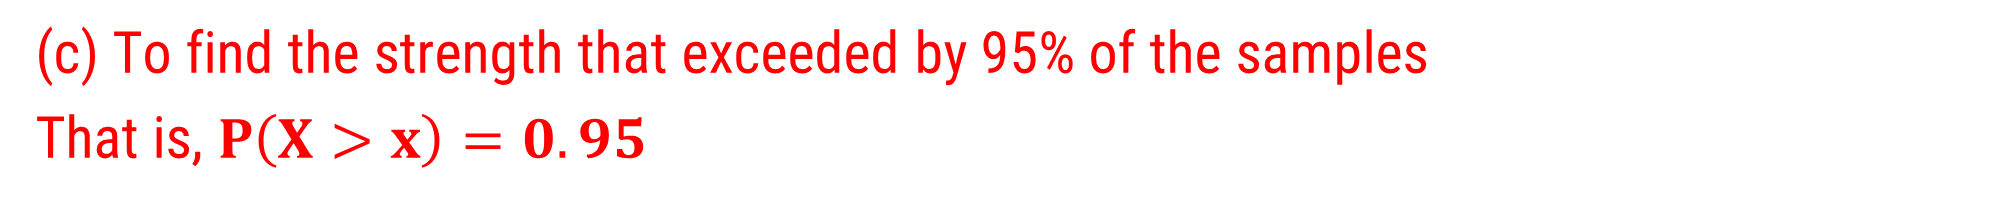 (c) To find the strength that exceeded by 95% of the samples
That is, P(X > x) = 0.95